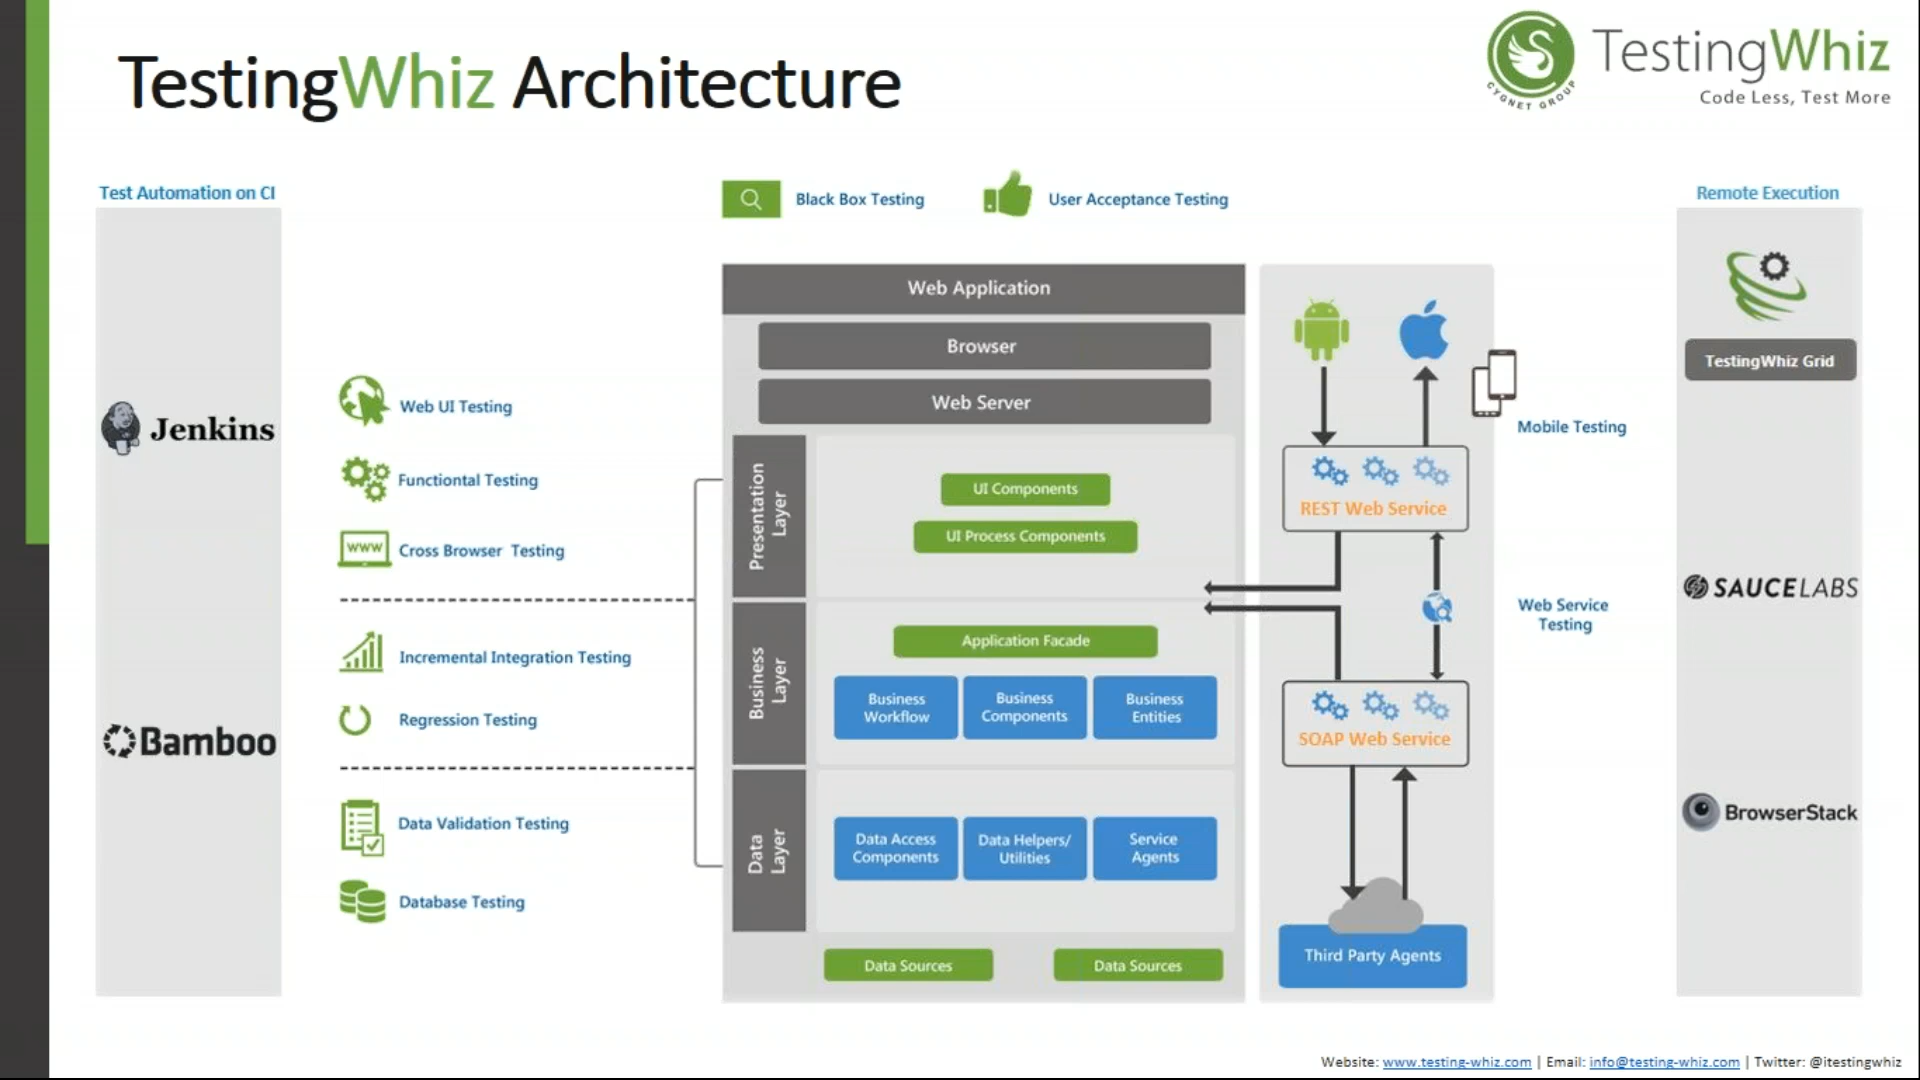 TestingWhiz Architecture
CYGNET GROUP
TestingWhiz
Code Less, Test More
Test Automation on CI
Jenkins
Bamboo
Black Box Testing
User Acceptance Testing
Web UI Testing
Functiontal Testing
www
Cross Browser Testing
Incremental Integration Testing
Regression Testing
Data Validation Testing
Database Testing
Web Application
Browser
Web Server
Presentation
Layer
UI Components
UI Process Components
Business
Layer
Application Facade
Business
Workflow
Business
Components
Business
Entities
Data
Layer
Data Access
Components
Data Helpers/
Utilities
Service
Agents
Data Sources
Data Sources
REST Web Service
SOAP Web Service
Third Party Agents
Mobile Testing
Web Service
Testing
Remote Execution
TestingWhiz Grid
SAUCELABS
BrowserStack
Website: www.testing-whiz.com | Email: info@testing-whiz.com | Twitter: @itestingwhiz